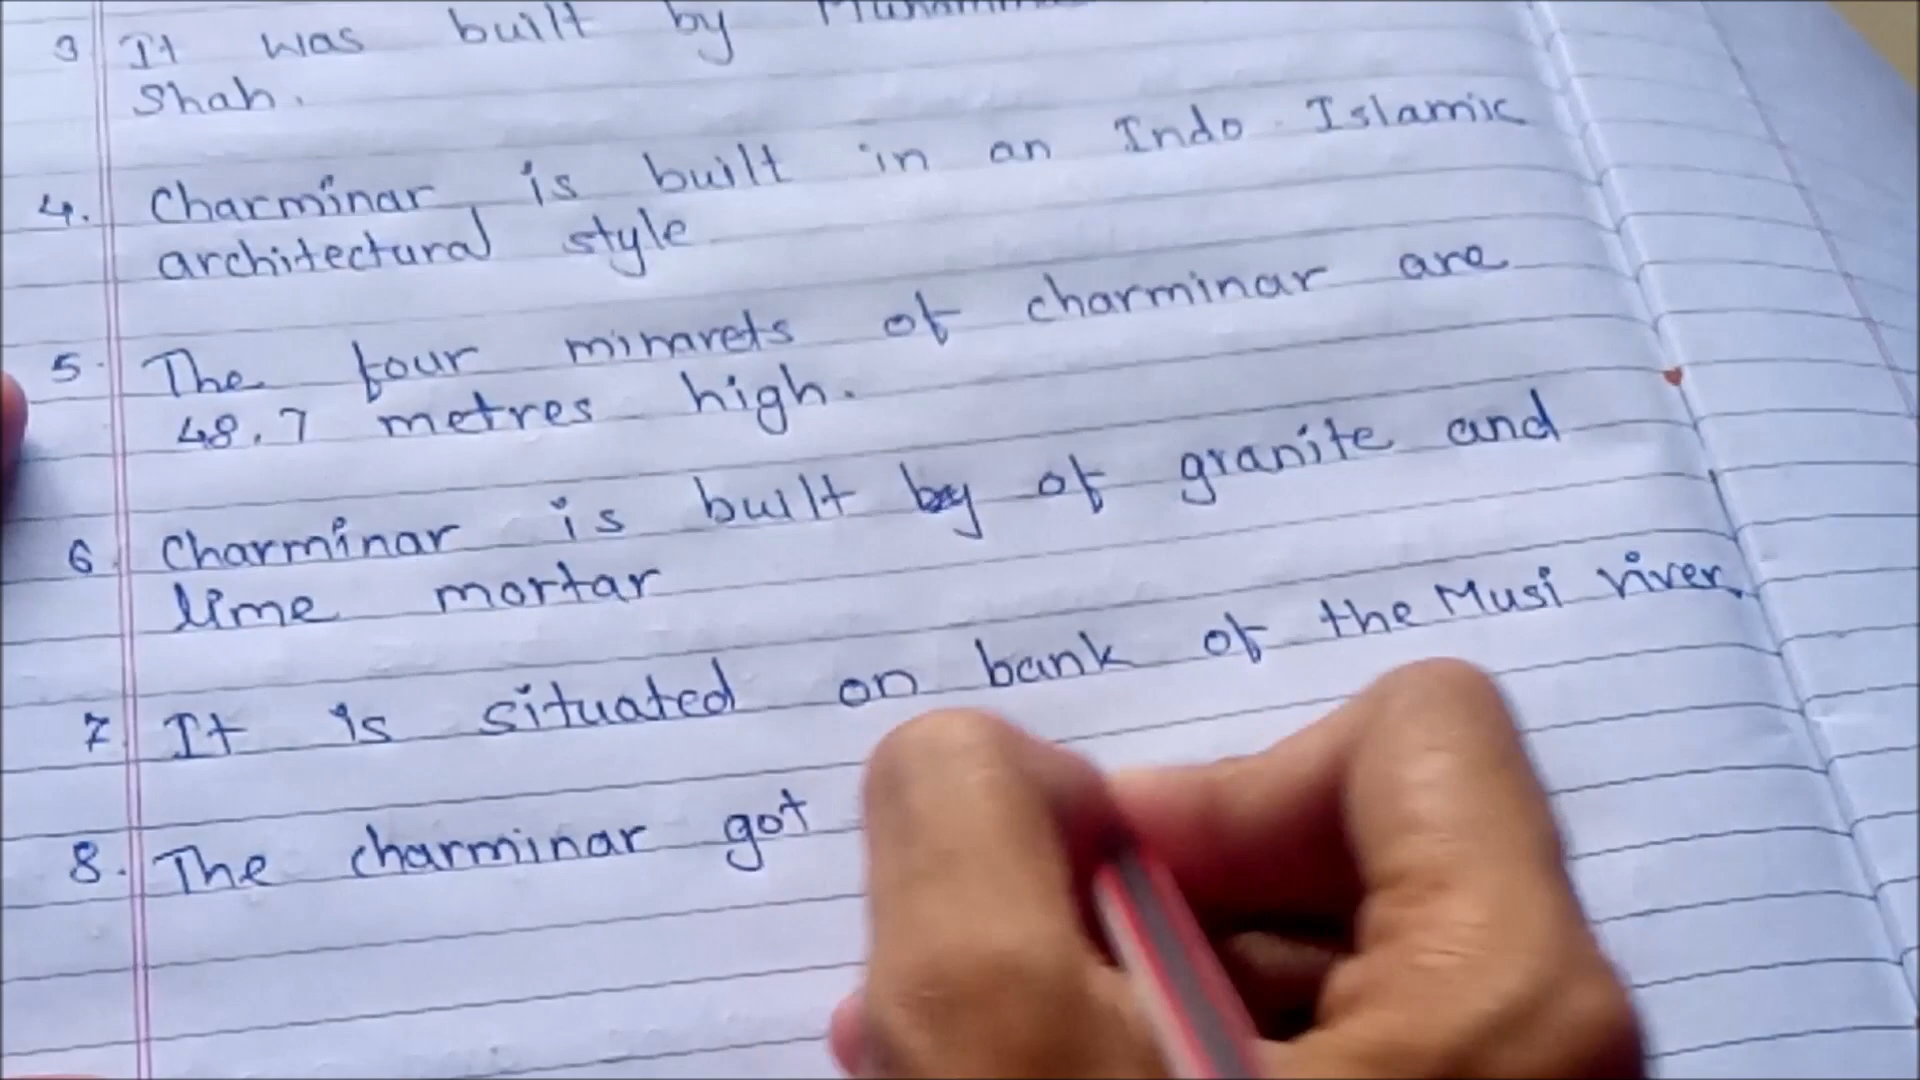 3 It was built by
Shah.
4. Charminar is built in an Indo Islamic
architectural style
5. The four minrets of charminar are
48.7 metres high.
6 Charminar is built by of granite and
lime mortar
7. It is situated on bank of the Musi river
8. The charminar got